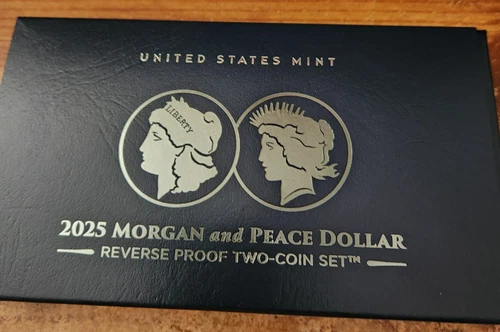 UNITED STATES MINT
LIBERTY
2025 MORGAN and PEACE DOLLAR
REVERSE PROOF TWO-COIN SET™